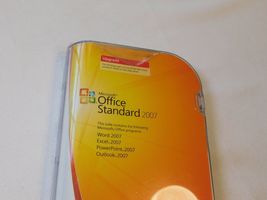 Upgrade
Microsoft
Office
Standard 2007
This suite contains the following
Microsoft Office programs:
Word 2007
Excel 2007
PowerPoint 2007
Outlook 2007